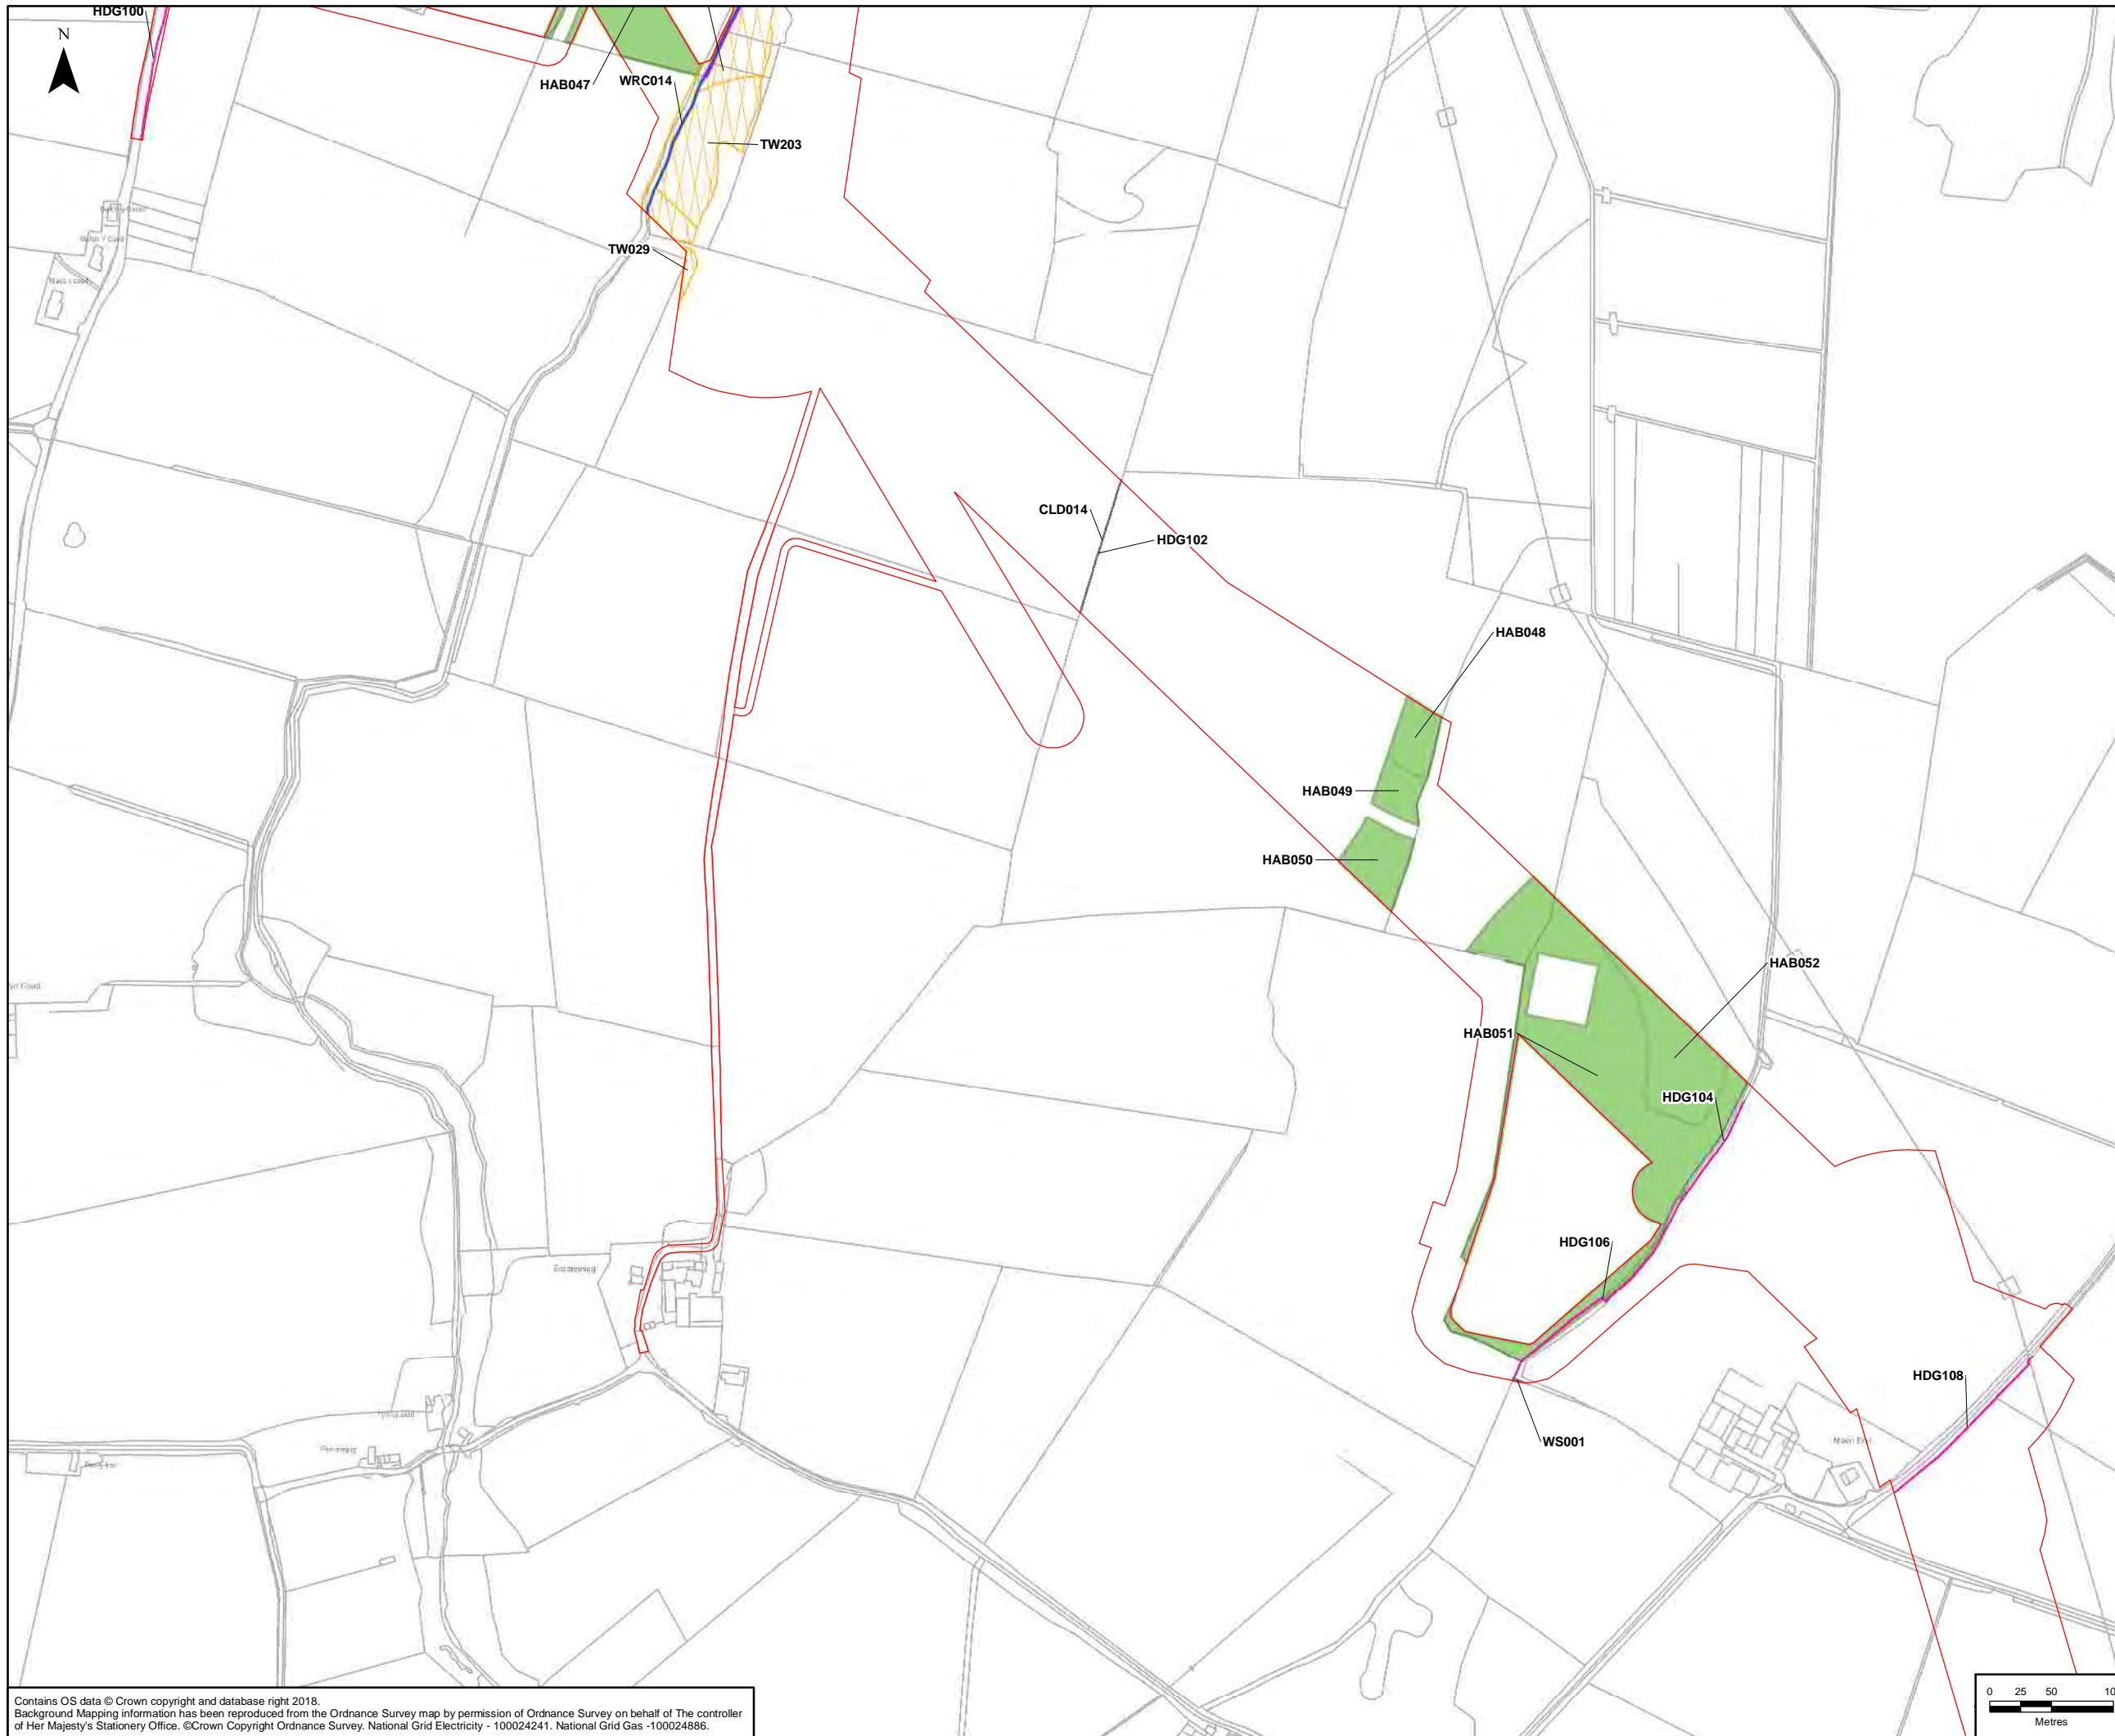 HDG100
N
HAB047
WRC014
TW203
TW029
CLD014
HDG102
HAB048
HAB049
HAB050
HAB052
HAB051
HDG104
HDG106
HDG108
WS001
0 25 50 10
Metres
Contains OS data © Crown copyright and database right 2018.
Background Mapping information has been reproduced from the Ordnance Survey map by permission of Ordnance Survey on behalf of The controller
of Her Majesty's Stationery Office. ©Crown Copyright Ordnance Survey. National Grid Electricity - 100024241. National Grid Gas -100024886.